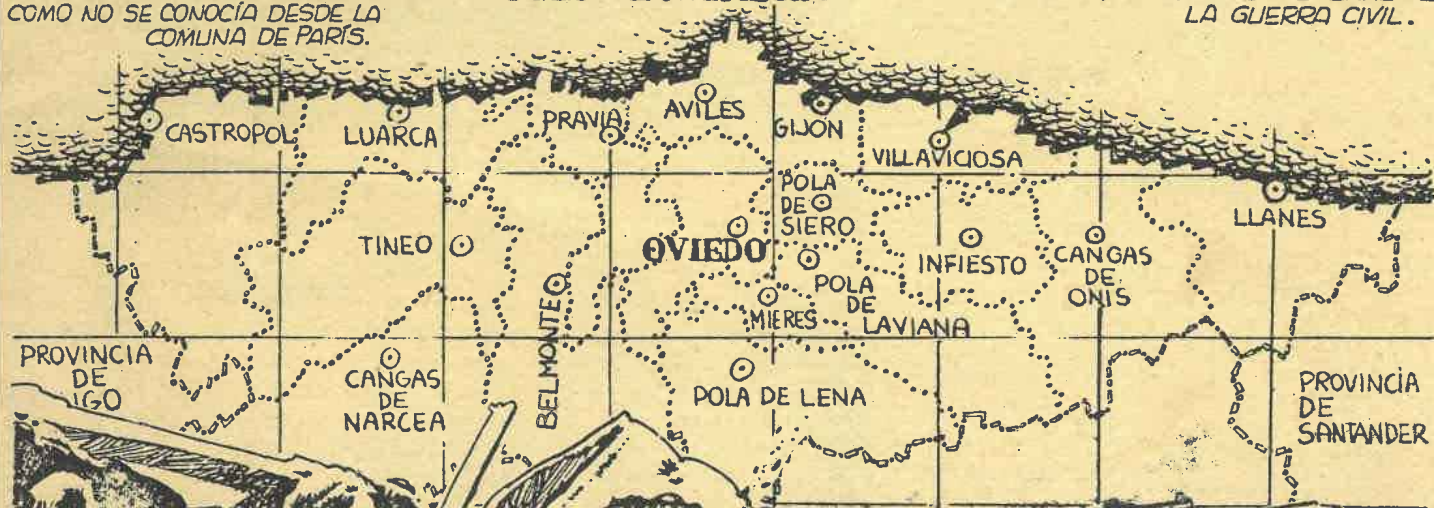 COMO NO SE CONOCÍA DESDE LA
COMUNA DE PARÍS.
LA GUERRA CIVIL.
CASTROPOL
LUARCA
PRAVIA
AVILES
GIJON
VILLAVICIOSA
LLANES
TINEO
OVIEDO
POLA
DE
SIERO
INFIESTO
CANGAS
DE
ONIS
BELMONTE
MIERES
POLA
DE
LAVIANA
PROVINCIA
DE
IGO
CANGAS
DE
NARCEA
POLA DE LENA
PROVINCIA
DE
SANTANDER